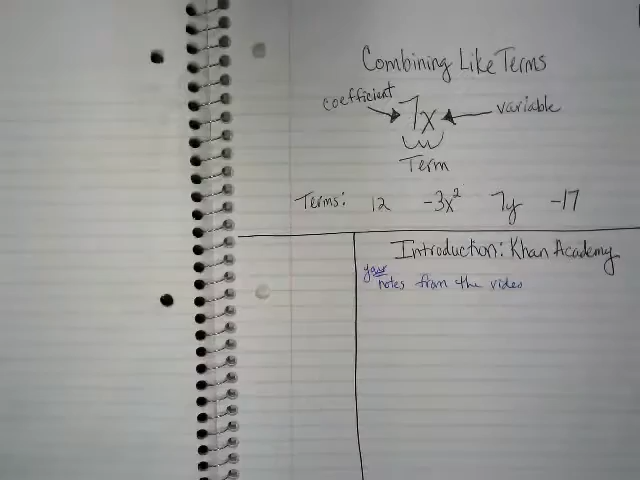 Combining Like Terms
coefficient 7x variable
Term
Terms: 12 -3x² 7y -17
Introduction: Khan Academy
your
notes from the video